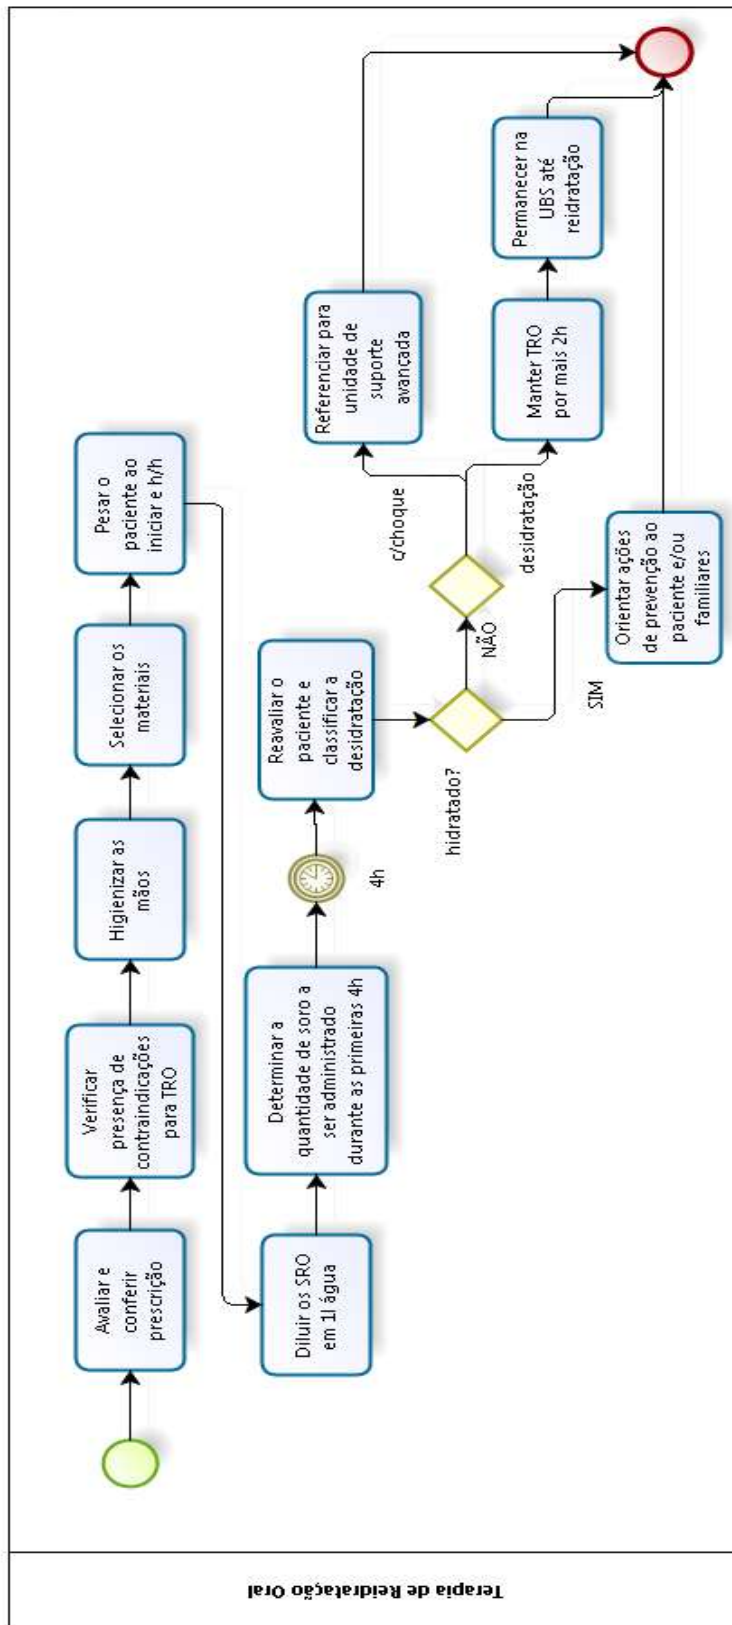 Terapia de Reidratação Oral
Avaliar e
conferir
prescrição
Verificar
presença de
contraindicações
para TRO
Higienizar as
mãos
Selecionar os
materiais
Pesar o
paciente ao
iniciar e h/h
Diluir os SRO
em 1l água
Determinar a
quantidade de soro a
ser administrado
durante as primeiras 4h
4h
Reavaliar o
paciente e
classificar a
desidratação
hidratado?
NÃO
SIM
c/choque
desidratação
Referenciar para
unidade de
suporte
avançada
Manter TRO
por mais 2h
Permanecer na
UBS até
reidratação
Orientar ações
de prevenção ao
paciente e/ou
familiares